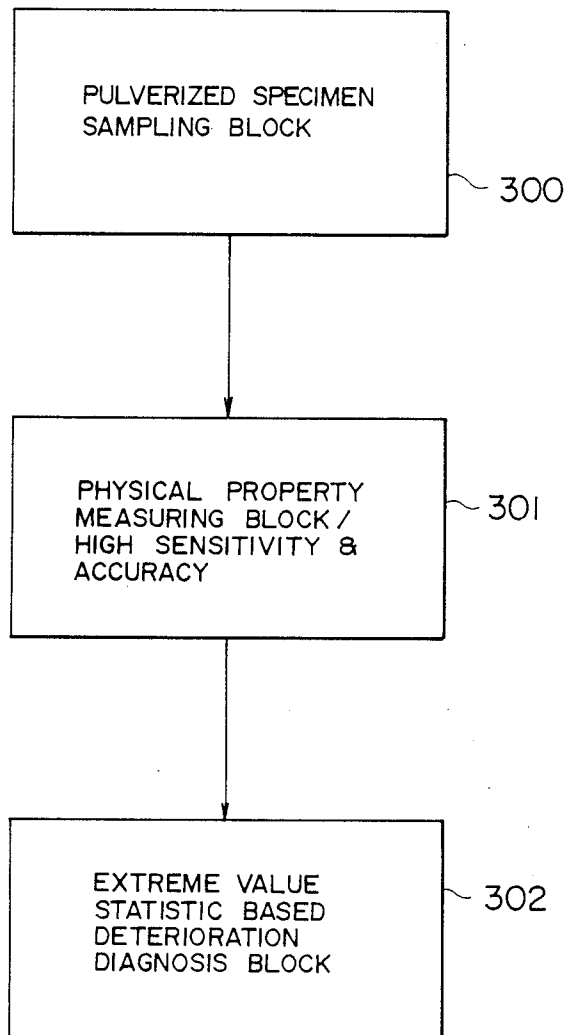 PULVERIZED SPECIMEN
SAMPLING BLOCK
300
PHYSICAL PROPERTY
MEASURING BLOCK /
HIGH SENSITIVITY &
ACCURACY
301
EXTREME VALUE
STATISTIC BASED
DETERIORATION
DIAGNOSIS BLOCK
302